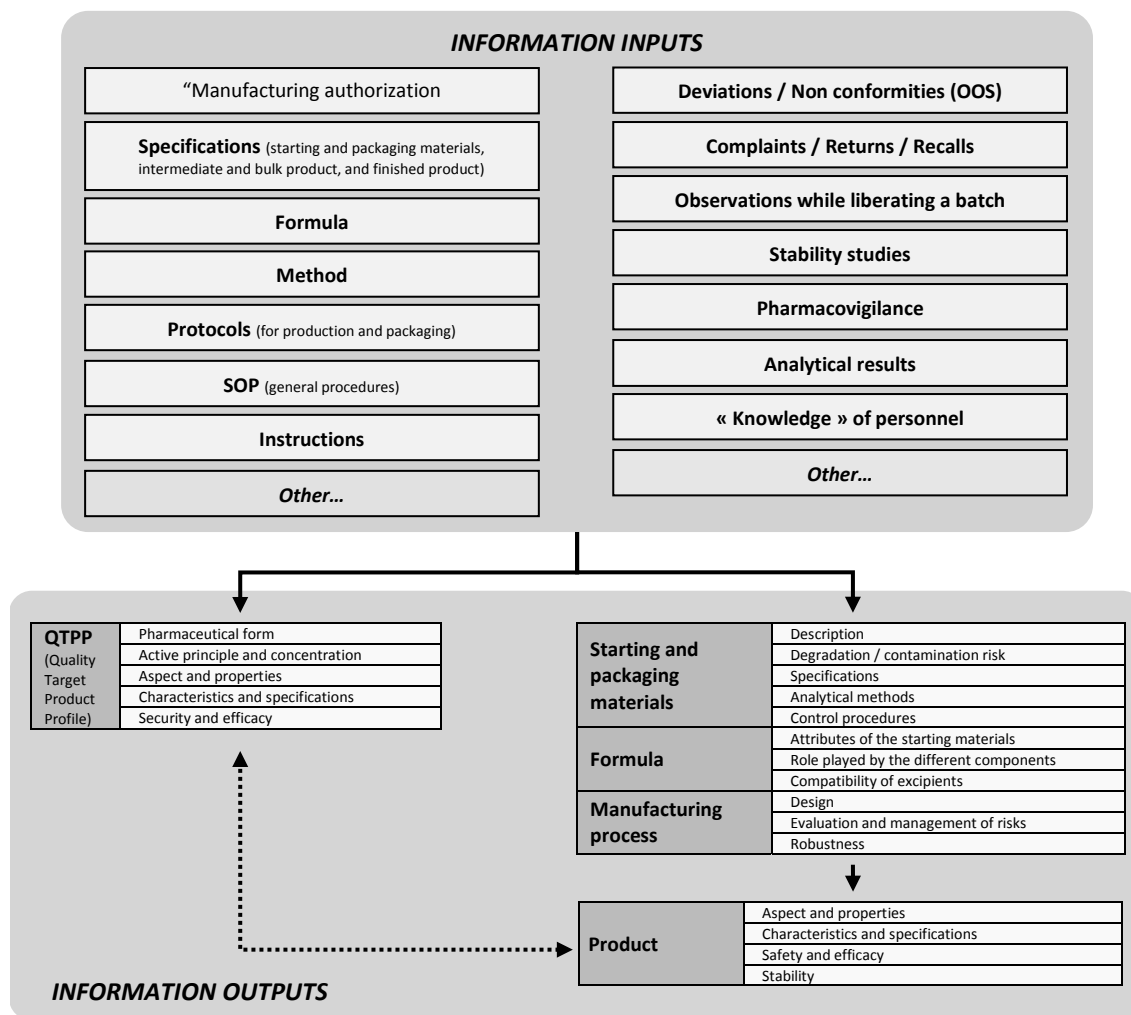 INFORMATION INPUTS
“Manufacturing authorization
Specifications (starting and packaging materials,
intermediate and bulk product, and finished product)
Formula
Method
Protocols (for production and packaging)
SOP (general procedures)
Instructions
Other…
Deviations / Non conformities (OOS)
Complaints / Returns / Recalls
Observations while liberating a batch
Stability studies
Pharmacovigilance
Analytical results
« Knowledge » of personnel
Other…
QTPP
(Quality
Target
Product
Profile)
Pharmaceutical form
Active principle and concentration
Aspect and properties
Characteristics and specifications
Security and efficacy
Starting and
packaging
materials
Description
Degradation / contamination risk
Specifications
Analytical methods
Control procedures
Formula
Attributes of the starting materials
Role played by the different components
Compatibility of excipients
Manufacturing
process
Design
Evaluation and management of risks
Robustness
Product
Aspect and properties
Characteristics and specifications
Safety and efficacy
Stability
INFORMATION OUTPUTS